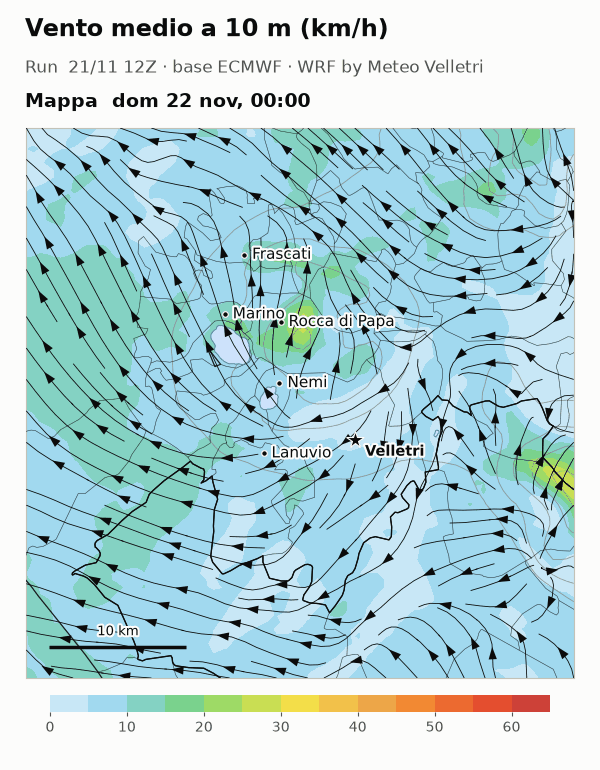 Vento medio a 10 m (km/h)
Run  21/11 12Z · base ECMWF · WRF by Meteo Velletri
Mappa  dom 22 nov, 00:00
Frascati
Marino
Rocca di Papa
Nemi
Velletri
Lanuvio
10 km
0 10 20 30 40 50 60